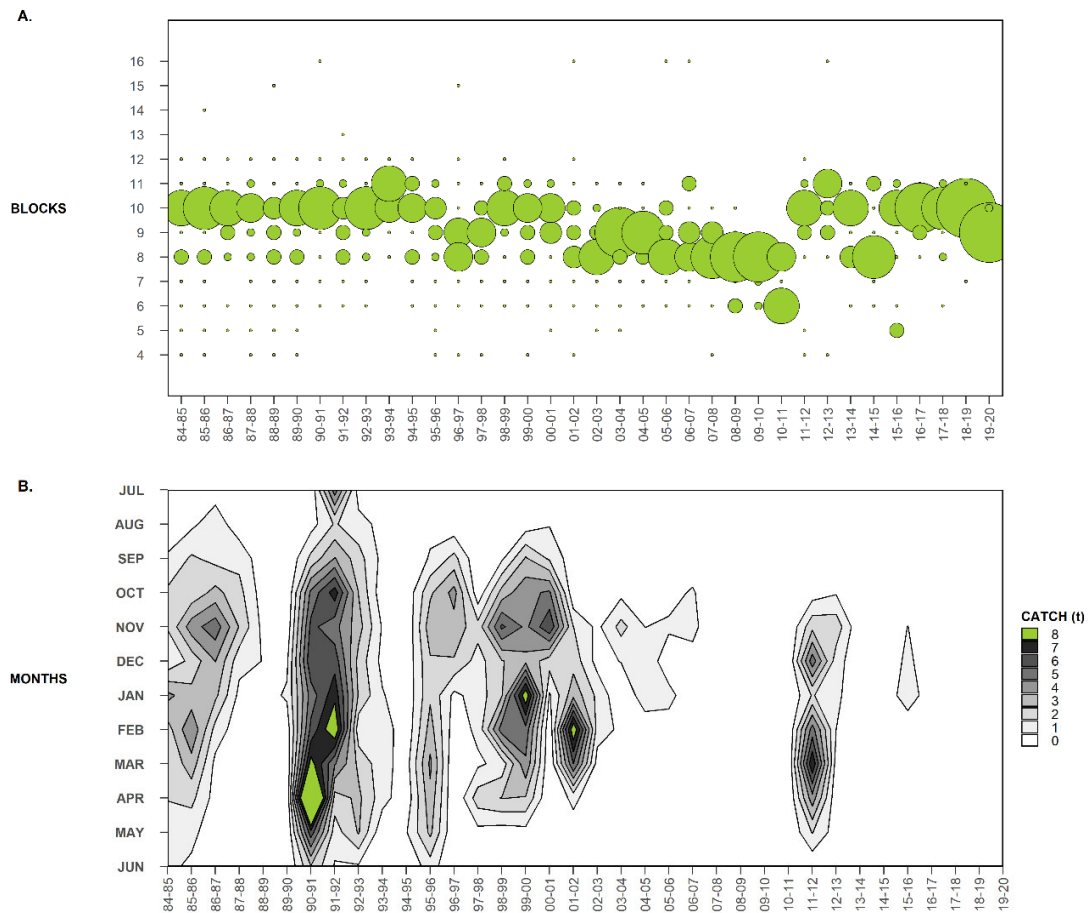 A.
BLOCKS
16
15
14
13
12
11
10
9
8
7
6
5
4
84-85 85-86 86-87 87-88 88-89 89-90 90-91 91-92 92-93 93-94 94-95 95-96 96-97 97-98 98-99 99-00 00-01 01-02 02-03 03-04 04-05 05-06 06-07 07-08 08-09 09-10 10-11 11-12 12-13 13-14 14-15 15-16 16-17 17-18 18-19 19-20
B.
MONTHS
JUL
AUG
SEP
OCT
NOV
DEC
JAN
FEB
MAR
APR
MAY
JUN
84-85 85-86 86-87 87-88 88-89 89-90 90-91 91-92 92-93 93-94 94-95 95-96 96-97 97-98 98-99 99-00 00-01 01-02 02-03 03-04 04-05 05-06 06-07 07-08 08-09 09-10 10-11 11-12 12-13 13-14 14-15 15-16 16-17 17-18 18-19 19-20
CATCH (t)
8
7
6
5
4
3
2
1
0